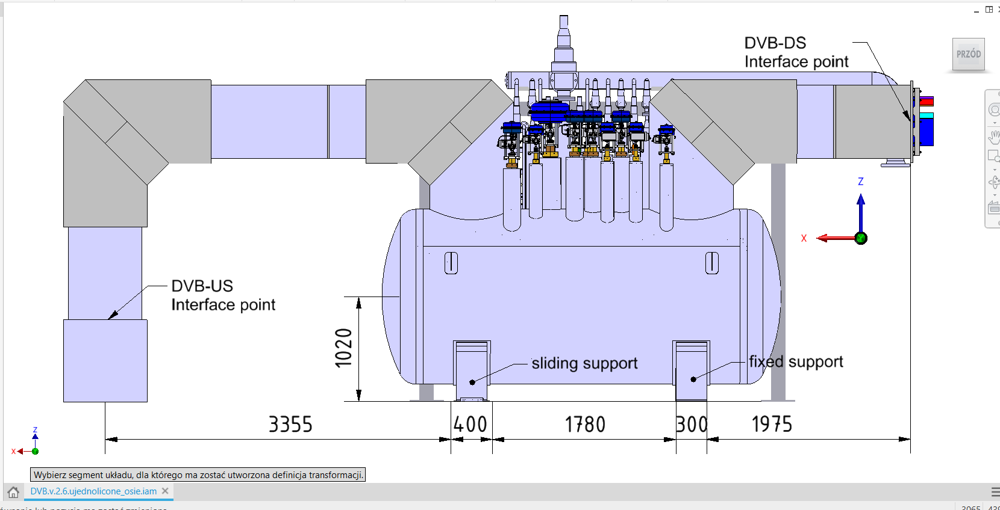 DVB-DS
Interface point
PRZÓD
Z
X
DVB-US
Interface point
1020
sliding support
fixed support
3355
400
1780
300
1975
Z
X
Wybierz segment układu, dla którego ma zostać utworzona definicja transformacji.
DVB.v.2.6.ujednolicone_osie.iam